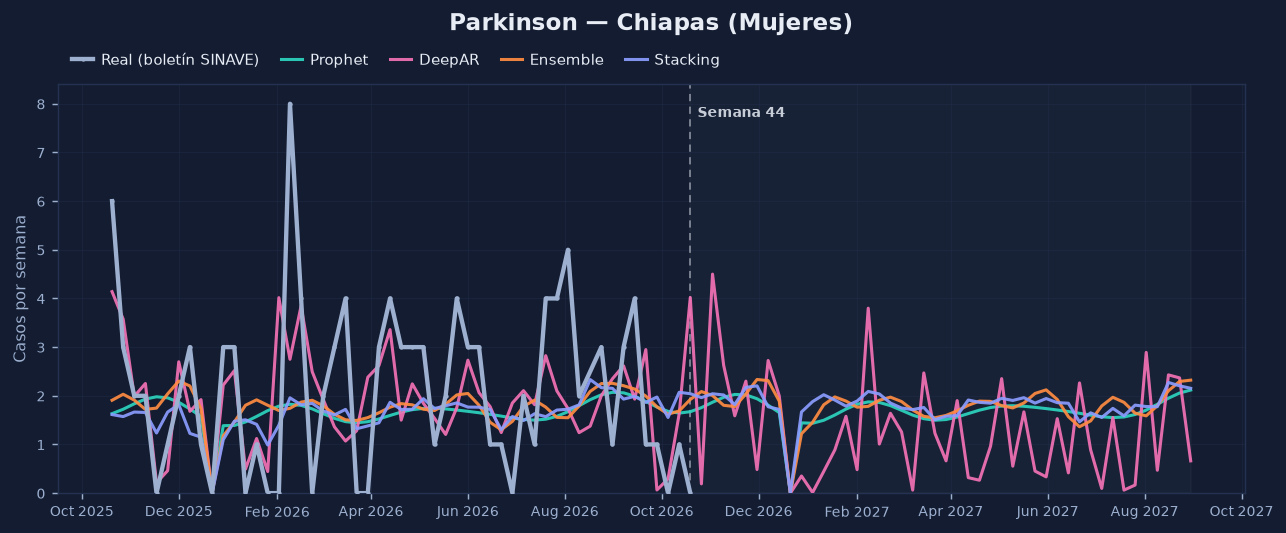 Parkinson — Chiapas (Mujeres)
Real (boletín SINAVE) Prophet DeepAR Ensemble Stacking
Semana 44
Casos por semana
8
7
6
5
4
3
2
1
0
Oct 2025 Dec 2025 Feb 2026 Apr 2026 Jun 2026 Aug 2026 Oct 2026 Dec 2026 Feb 2027 Apr 2027 Jun 2027 Aug 2027 Oct 2027